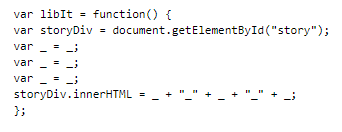 var libIt = function() {
var storyDiv = document.getElementById("story");
var _ = _;
var _ = _;
var _ = _;
storyDiv.innerHTML = _ + "_" + _ + "_" + _;
};